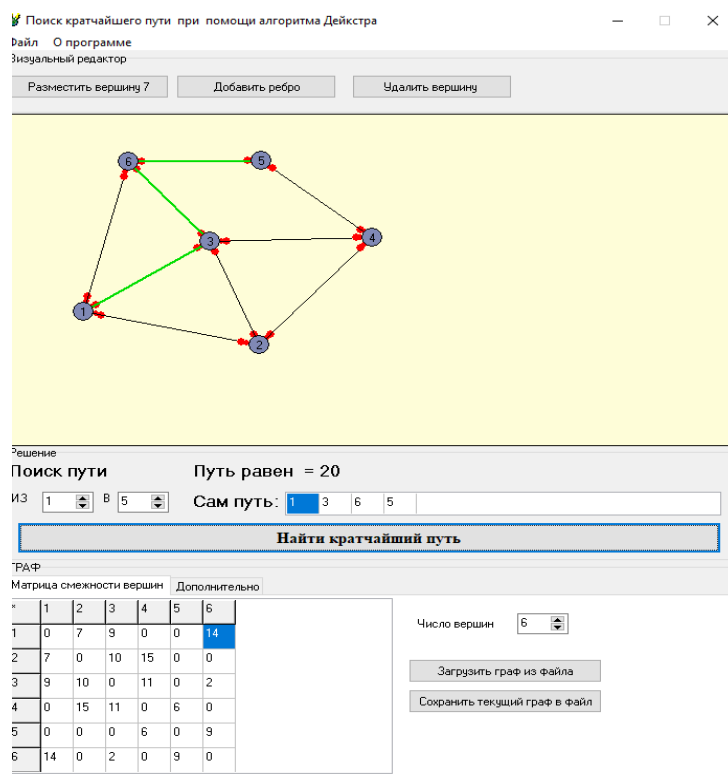 Поиск кратчайшего пути при помощи алгоритма Дейкстра
Файл О программе
Визуальный редактор
Разместить вершину 7 Добавить ребро Удалить вершину
6 5
3 4
1
2
Решение
Поиск пути Путь равен = 20
ИЗ 1 В 5 Сам путь: 1 3 6 5
Найти кратчайший путь
ГРАФ
Матрица смежности вершин Дополнительно
* 1 2 3 4 5 6
1 0 7 9 0 0 14
2 7 0 10 15 0 0
3 9 10 0 11 0 2
4 0 15 11 0 6 0
5 0 0 0 6 0 9
6 14 0 2 0 9 0
Число вершин 6
Загрузить граф из файла
Сохранить текущий граф в файл